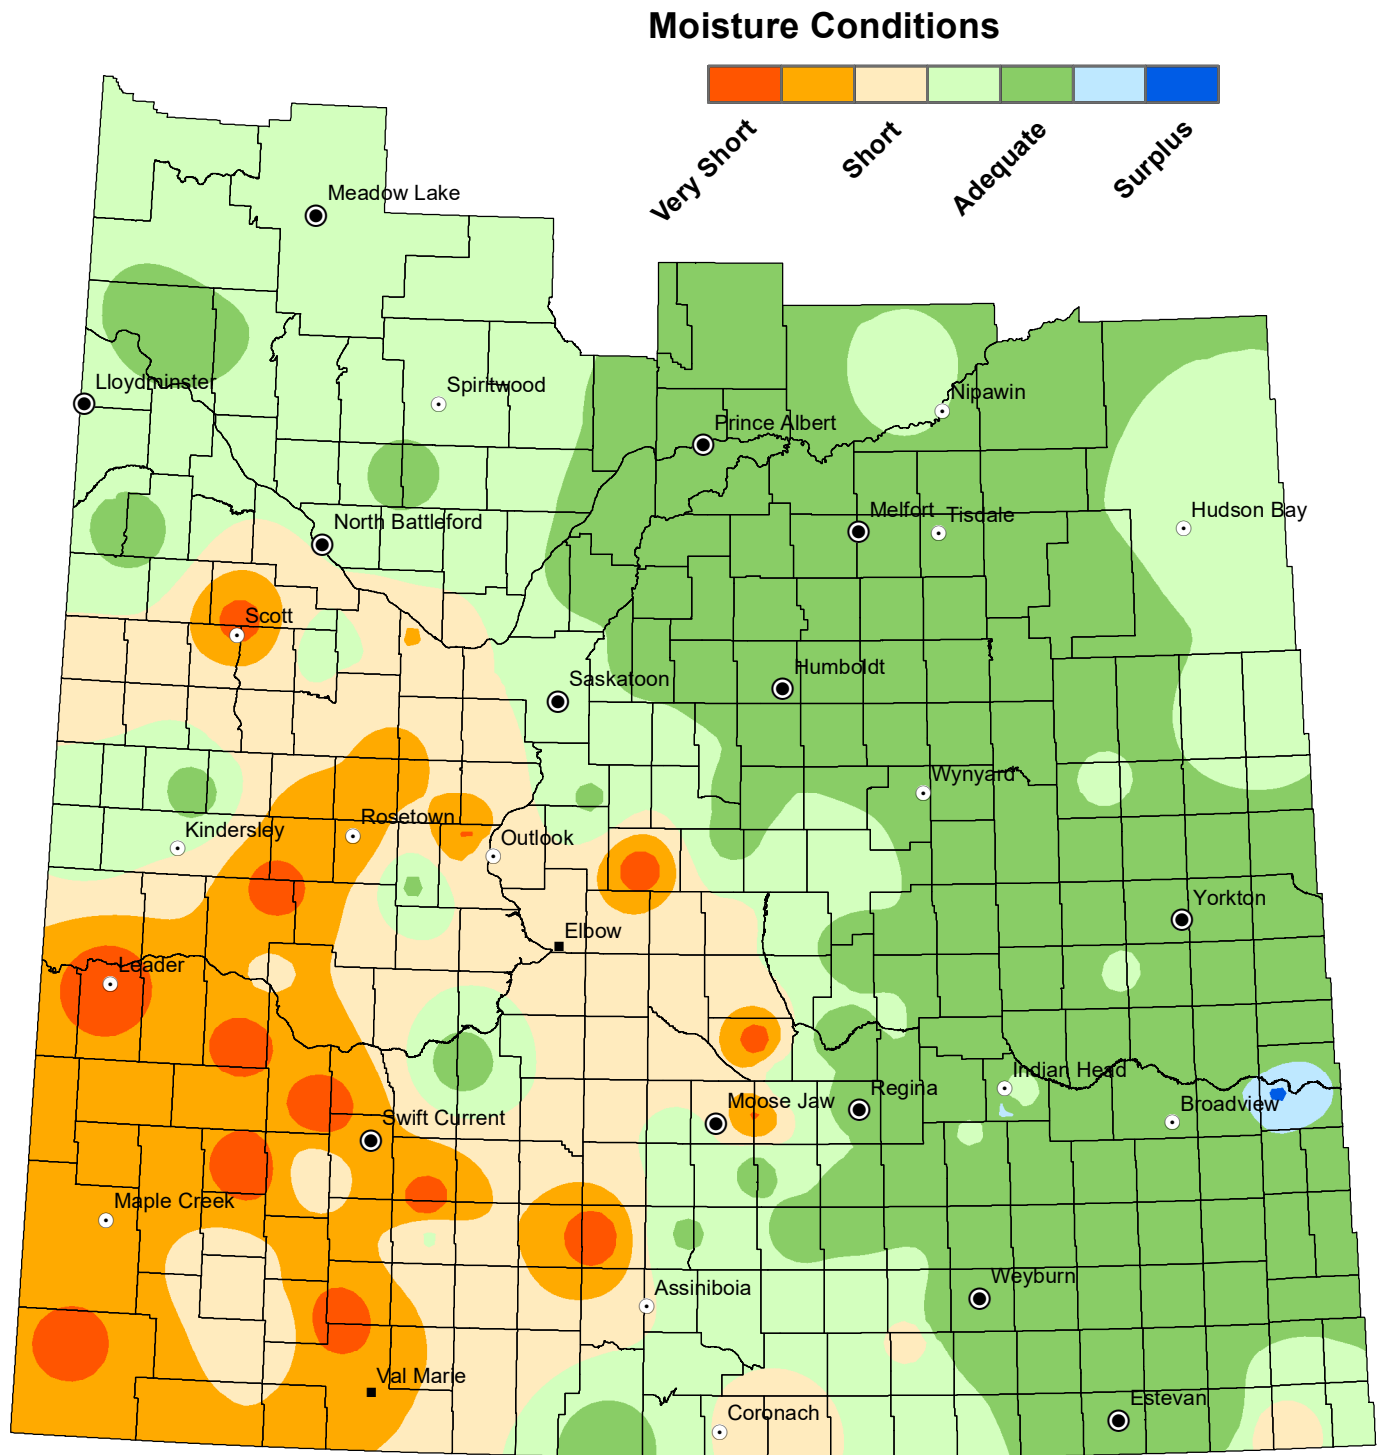 Moisture Conditions
Very Short
Short
Adequate
Surplus
Meadow Lake
Lloydminster
Spiritwood
Nipawin
Prince Albert
North Battleford
Melfort
Tisdale
Hudson Bay
Scott
Saskatoon
Humboldt
Wynyard
Kindersley
Rosetown
Outlook
Yorkton
Elbow
Leader
Indian Head
Regina
Moose Jaw
Broadview
Swift Current
Maple Creek
Assiniboia
Weyburn
Val Marie
Coronach
Estevan